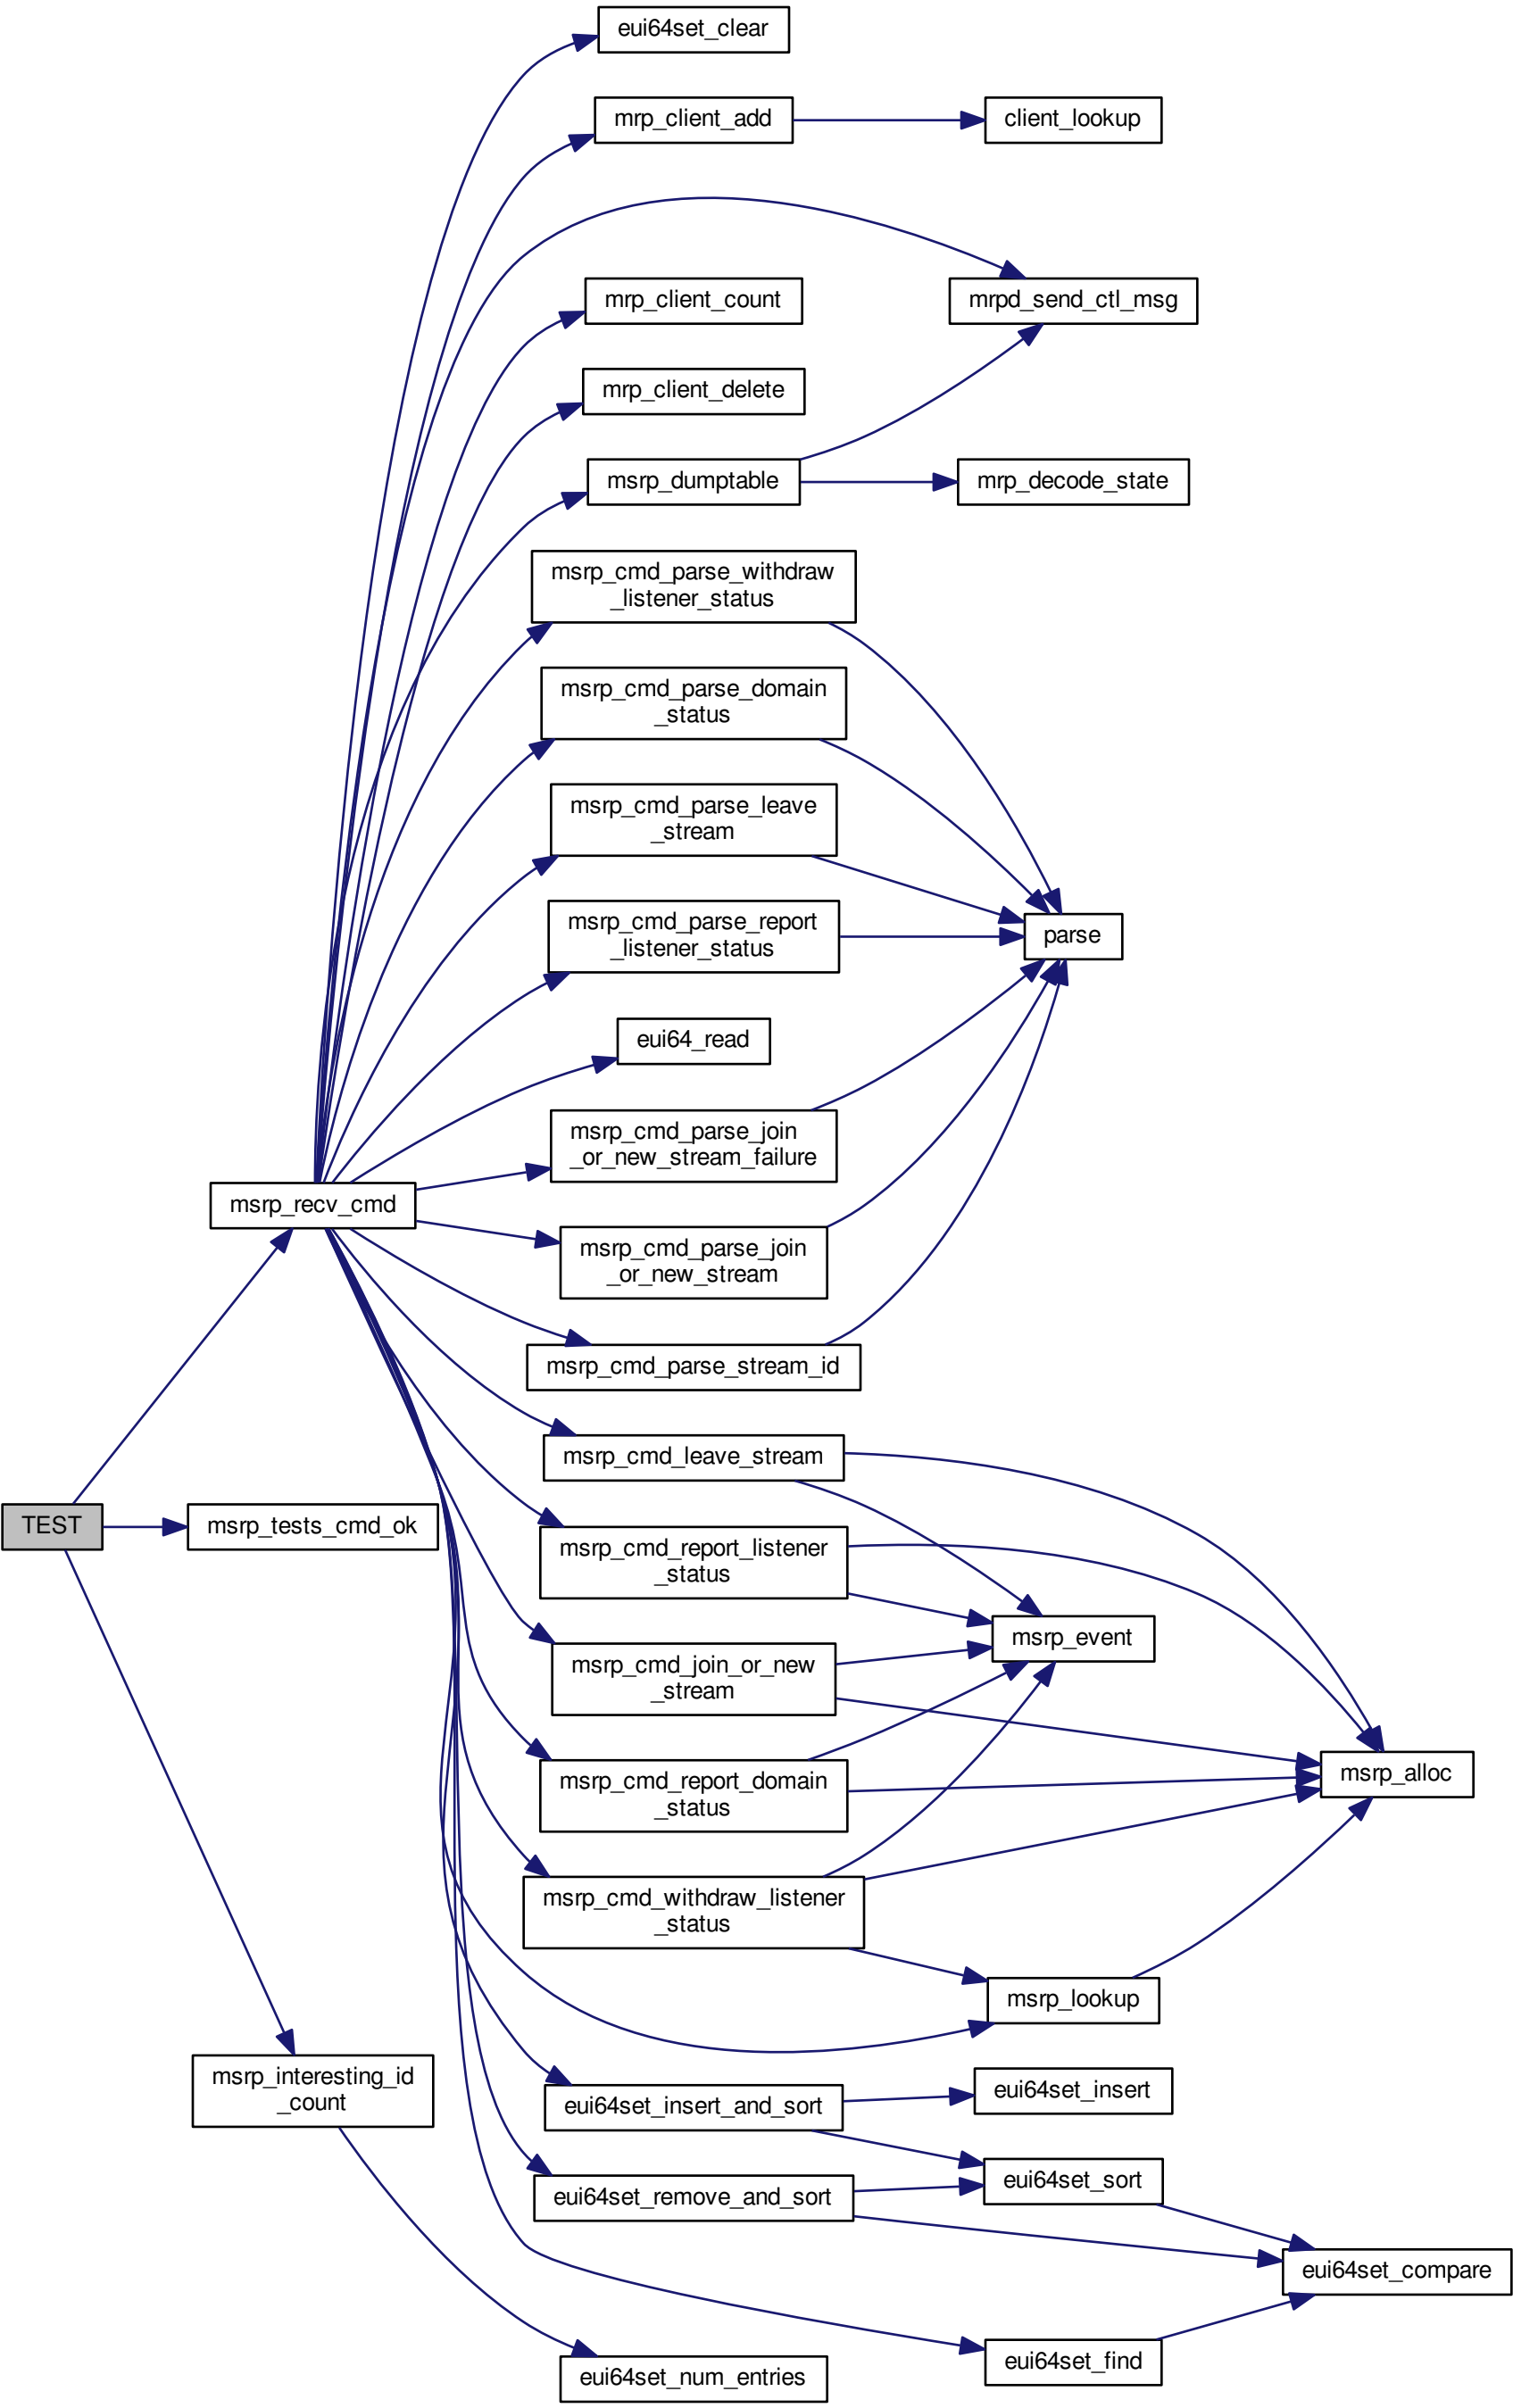 eui64set_clear
mrp_client_add
client_lookup
mrp_client_count
mrpd_send_ctl_msg
mrp_client_delete
msrp_dumptable
mrp_decode_state
msrp_cmd_parse_withdraw
_listener_status
msrp_cmd_parse_domain
_status
msrp_cmd_parse_leave
_stream
msrp_cmd_parse_report
_listener_status
parse
eui64_read
msrp_cmd_parse_join
_or_new_stream_failure
msrp_recv_cmd
msrp_cmd_parse_join
_or_new_stream
msrp_cmd_parse_stream_id
msrp_cmd_leave_stream
TEST
msrp_tests_cmd_ok
msrp_cmd_report_listener
_status
msrp_event
msrp_cmd_join_or_new
_stream
msrp_cmd_report_domain
_status
msrp_alloc
msrp_cmd_withdraw_listener
_status
msrp_lookup
msrp_interesting_id
_count
eui64set_insert_and_sort
eui64set_insert
eui64set_sort
eui64set_remove_and_sort
eui64set_compare
eui64set_find
eui64set_num_entries